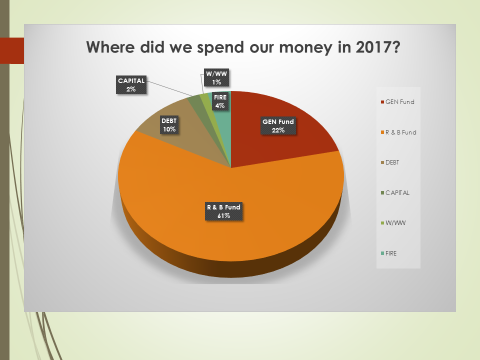 Where did we spend our money in 2017?
W/WW
1%
CAPITAL
2%
FIRE
4%
DEBT
10%
GEN Fund
22%
R & B Fund
61%
GEN Fund
R & B Fund
DEBT
CAPITAL
W/WW
FIRE